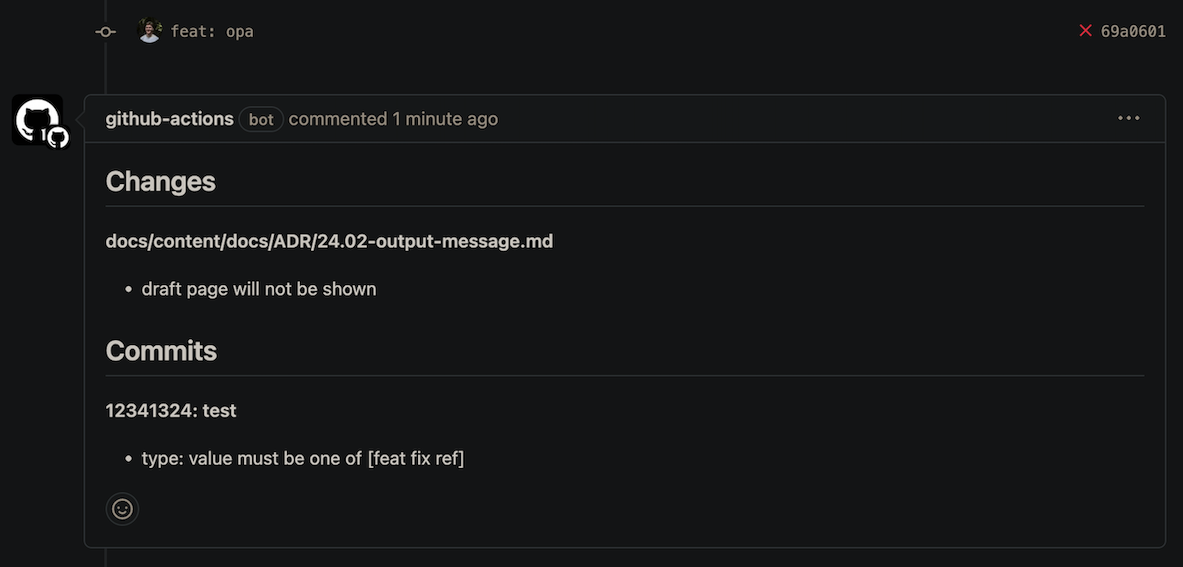 feat: opa
69a0601
github-actions bot commented 1 minute ago
Changes
docs/content/docs/ADR/24.02-output-message.md
• draft page will not be shown
Commits
12341324: test
• type: value must be one of [feat fix ref]